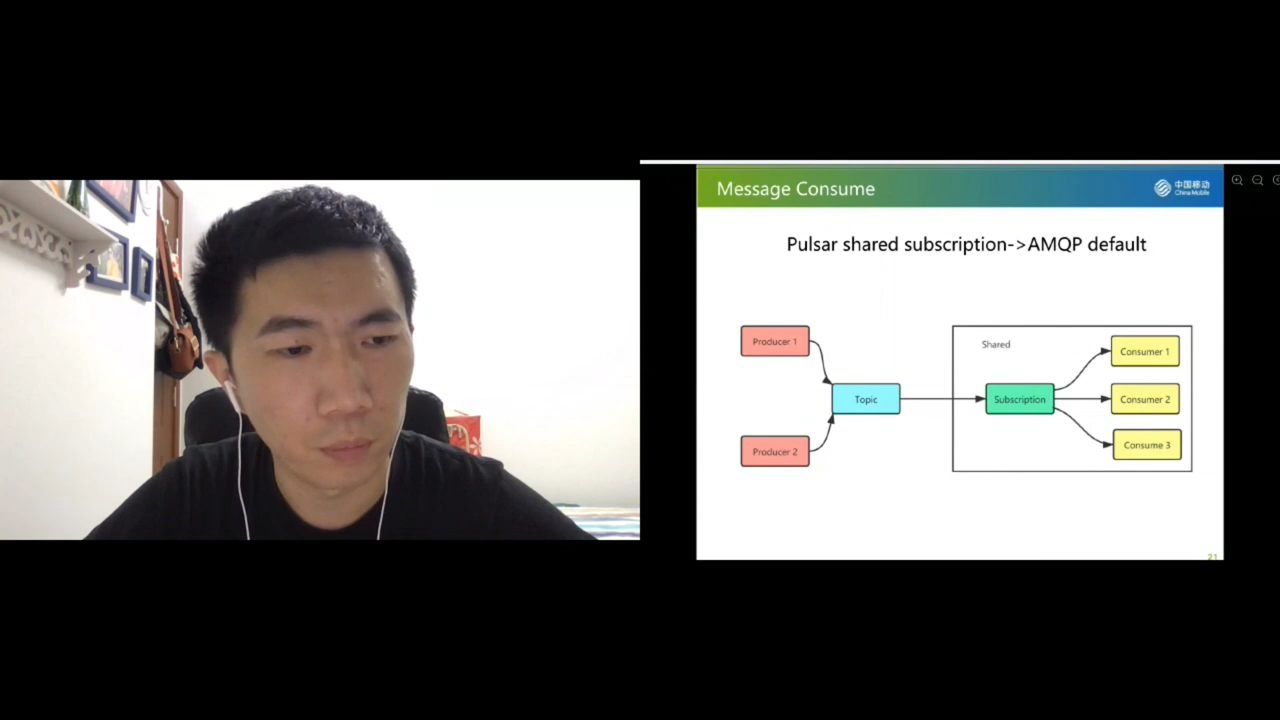 Message Consume
中国移动
China Mobile
Pulsar shared subscription->AMQP default
Producer 1
Shared
Consumer 1
Topic
Subscription
Consumer 2
Producer 2
Consume 3
21